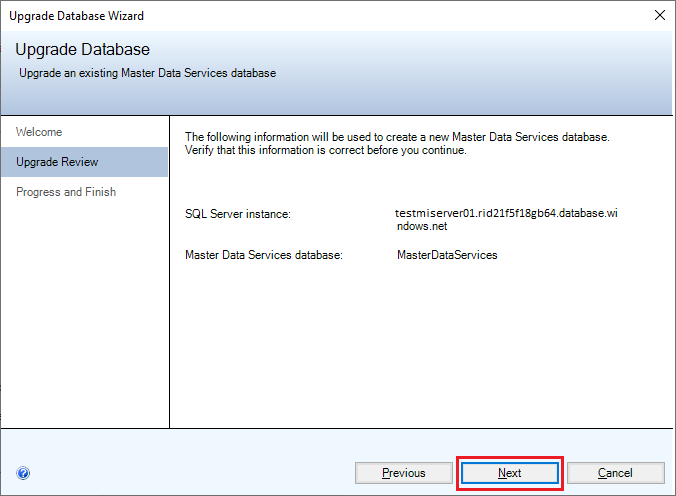 Upgrade Database Wizard
Upgrade Database
Upgrade an existing Master Data Services database
Welcome
Upgrade Review
Progress and Finish
The following information will be used to create a new Master Data Services database.
Verify that this information is correct before you continue.
SQL Server instance:
testmiserver01.rid21f5f18gb64.database.wi
ndows.net
Master Data Services database:
MasterDataServices
?
Previous
Next
Cancel